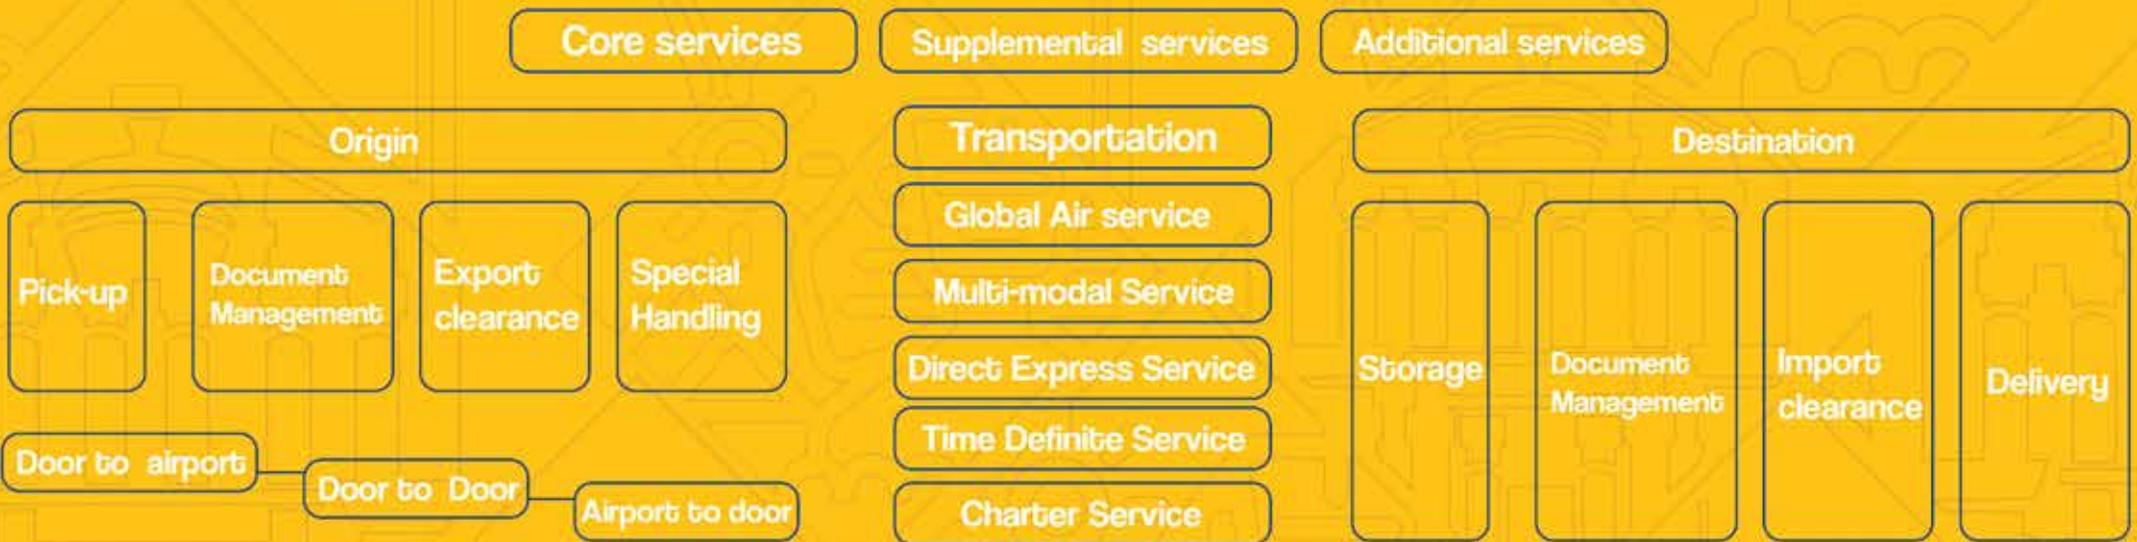 Core services
Supplemental services
Additional services
Origin
Transportation
Destination
Pick-up
Document
Management
Export
clearance
Special
Handling
Door to airport
Door to Door
Airport to door
Global Air service
Multi-modal Service
Direct Express Service
Time Definite Service
Charter Service
Storage
Document
Management
Import
clearance
Delivery